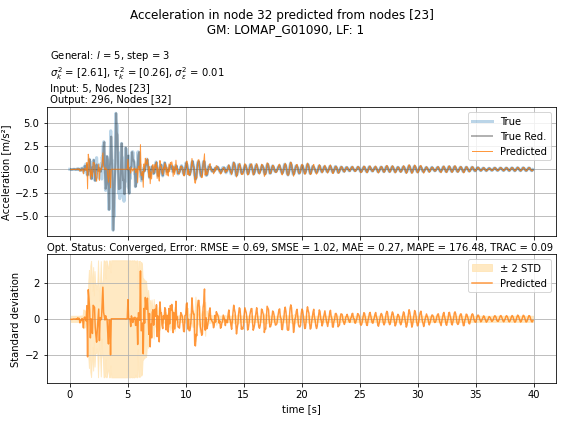 Acceleration in node 32 predicted from nodes [23]
GM: LOMAP_G01090, LF: 1
General: l = 5, step = 3
σ²ₖ = [2.61], τ²ₖ = [0.26], σ²ε = 0.01
Input: 5, Nodes [23]
Output: 296, Nodes [32]
Acceleration [m/s²]
5.0
2.5
0.0
−2.5
−5.0
True
True Red.
Predicted
Opt. Status: Converged, Error: RMSE = 0.69, SMSE = 1.02, MAE = 0.27, MAPE = 176.48, TRAC = 0.09
Standard deviation
2
0
−2
± 2 STD
Predicted
0 5 10 15 20 25 30 35 40
time [s]